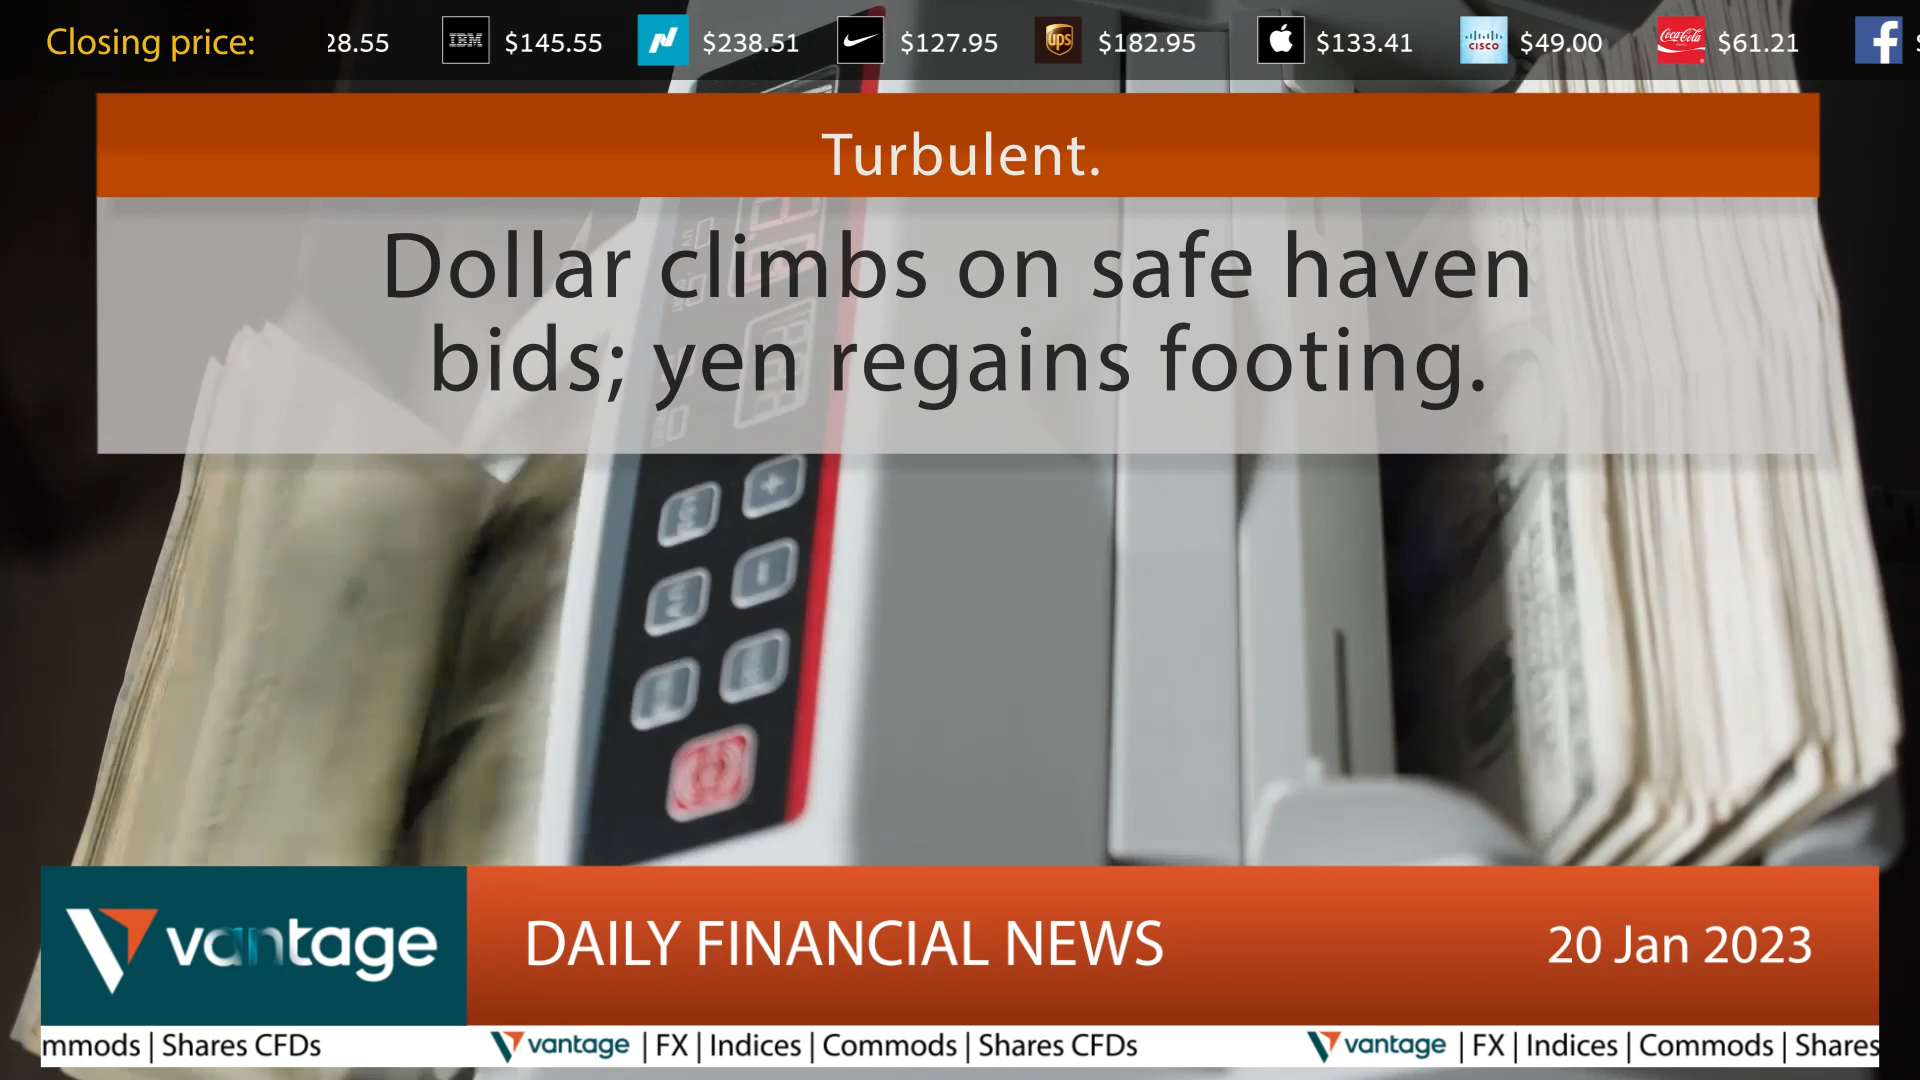 Closing price: 28.55 IBM $145.55 $238.51 $127.95 ups $182.95 $133.41 CISCO $49.00 Coca-Cola $61.21
Turbulent.
Dollar climbs on safe haven
bids; yen regains footing.
vantage DAILY FINANCIAL NEWS 20 Jan 2023
mmods | Shares CFDs vantage | FX | Indices | Commods | Shares CFDs vantage | FX | Indices | Commods | Shares